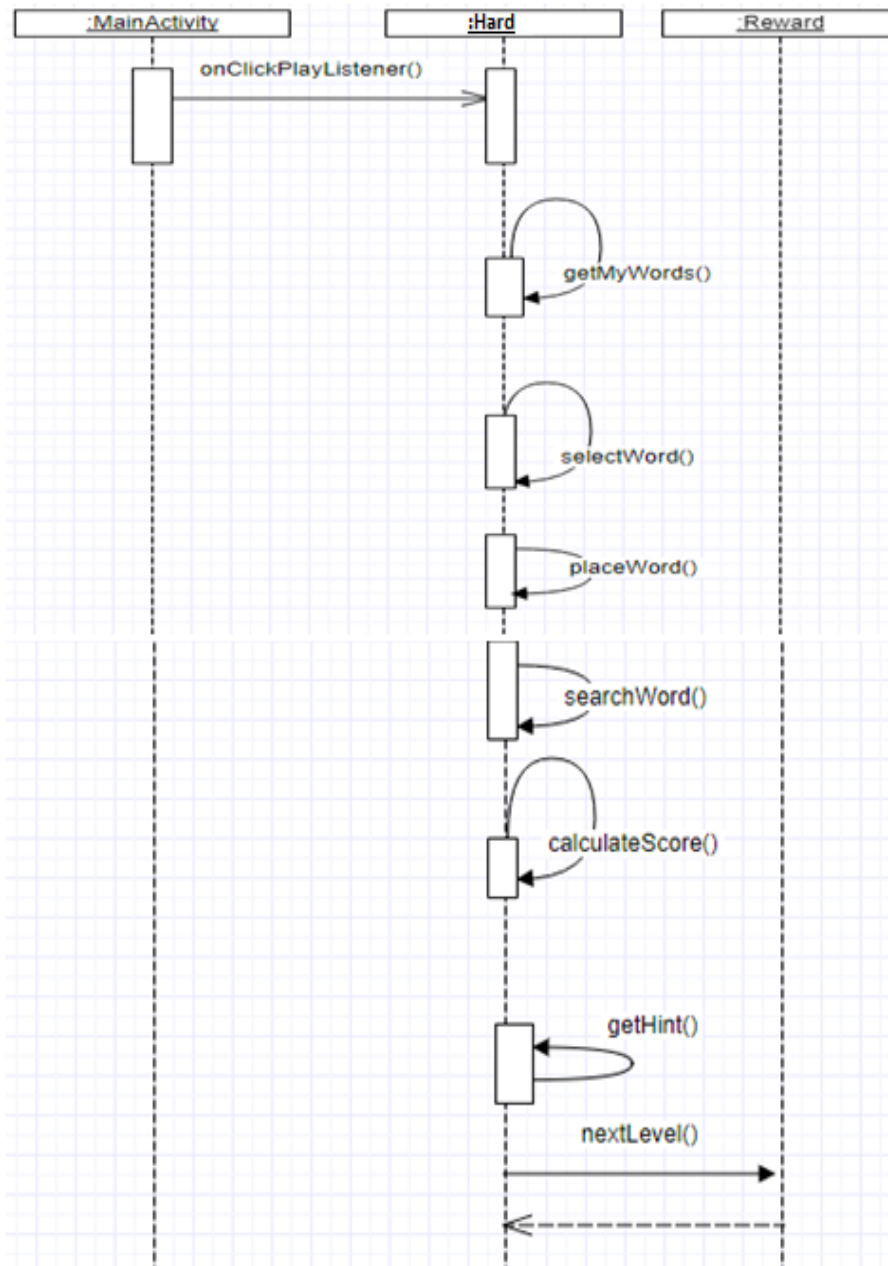 :MainActivity
:Hard
:Reward
onClickPlayListener()
getMyWords()
selectWord()
placeWord()
searchWord()
calculateScore()
getHint()
nextLevel()